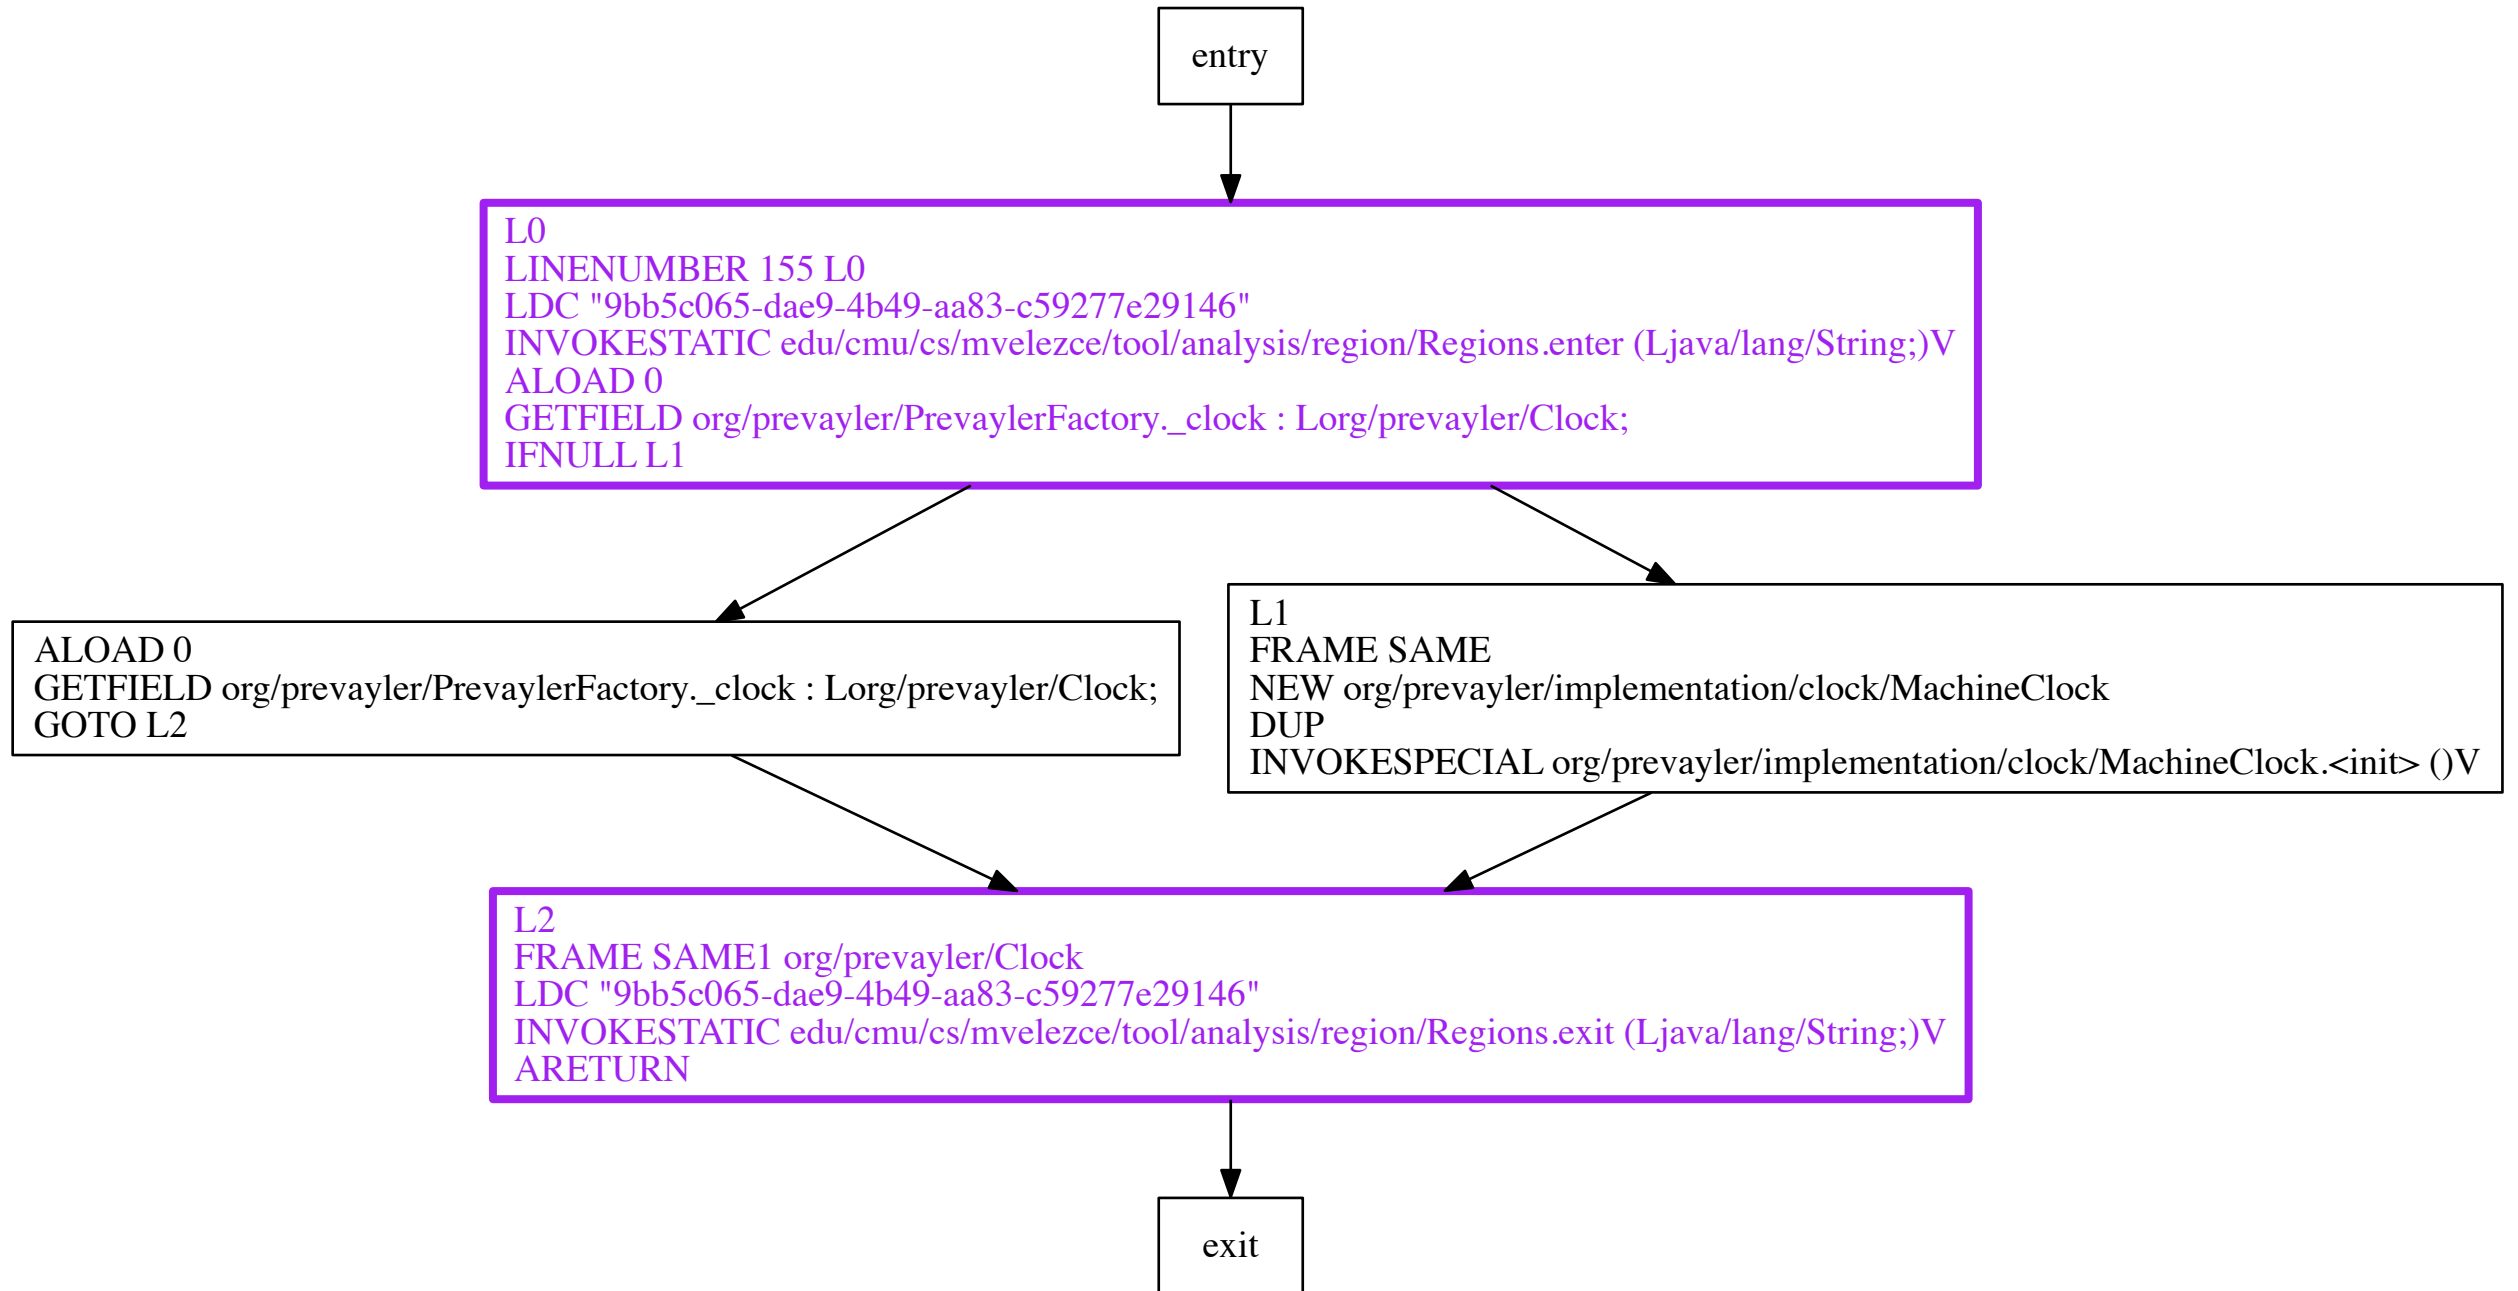 entry
L0
LINENUMBER 155 L0
LDC "9bb5c065-dae9-4b49-aa83-c59277e29146"
INVOKESTATIC edu/cmu/cs/mvelezce/tool/analysis/region/Regions.enter (Ljava/lang/String;)V
ALOAD 0
GETFIELD org/prevayler/PrevaylerFactory._clock : Lorg/prevayler/Clock;
IFNULL L1
ALOAD 0
GETFIELD org/prevayler/PrevaylerFactory._clock : Lorg/prevayler/Clock;
GOTO L2
L1
FRAME SAME
NEW org/prevayler/implementation/clock/MachineClock
DUP
INVOKESPECIAL org/prevayler/implementation/clock/MachineClock.<init> ()V
L2
FRAME SAME1 org/prevayler/Clock
LDC "9bb5c065-dae9-4b49-aa83-c59277e29146"
INVOKESTATIC edu/cmu/cs/mvelezce/tool/analysis/region/Regions.exit (Ljava/lang/String;)V
ARETURN
exit